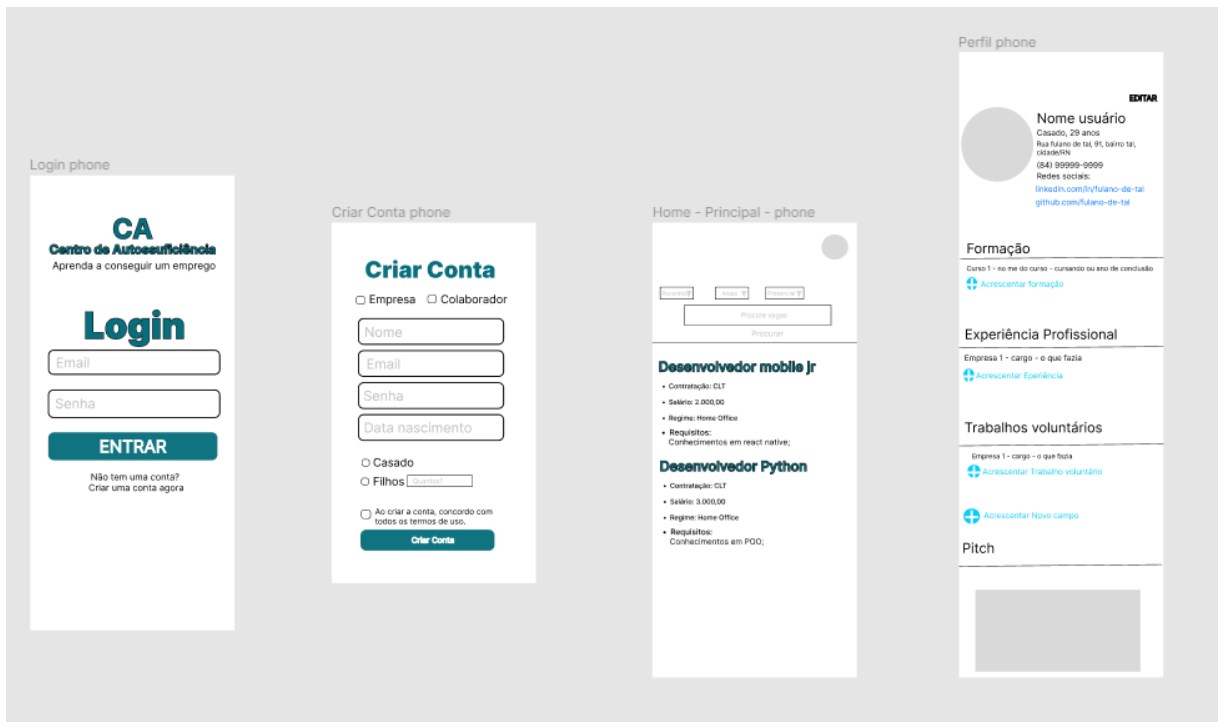 Login phone
CA
Centro de Autossuficiência
Aprenda a conseguir um emprego
Login
Email
Senha
ENTRAR
Não tem uma conta?
Criar uma conta agora
Criar Conta phone
Criar Conta
Empresa Colaborador
Nome
Email
Senha
Data nascimento
Casado
Filhos Quantos?
Ao criar a conta, concordo com
todos os termos de uso.
Criar Conta
Home - Principal - phone
Áreas Presencial
Procure vagas
Procurar
Desenvolvedor mobile jr
• Contratação: CLT
• Salário: 2.000,00
• Regime: Home Office
• Requisitos:
Conhecimentos em react native;
Desenvolvedor Python
• Contratação: CLT
• Salário: 3.000,00
• Regime: Home Office
• Requisitos:
Conhecimentos em POO;
Perfil phone
EDITAR
Nome usuário
Casado, 29 anos
Rua fulano de tal, 91, bairro tal,
cidade/RN
(84) 99999-9999
Redes sociais:
linkedin.com/in/fulano-de-tal
github.com/fulano-de-tal
Formação
Curso 1 - no me do curso - cursando ou ano de conclusão
Acrescentar formação
Experiência Profissional
Empresa 1 - cargo - o que fazia
Acrescentar Eperiência
Trabalhos voluntários
Empresa 1 - cargo - o que fazia
Acrescentar Trabalho voluntário
Acrescentar Novo campo
Pitch